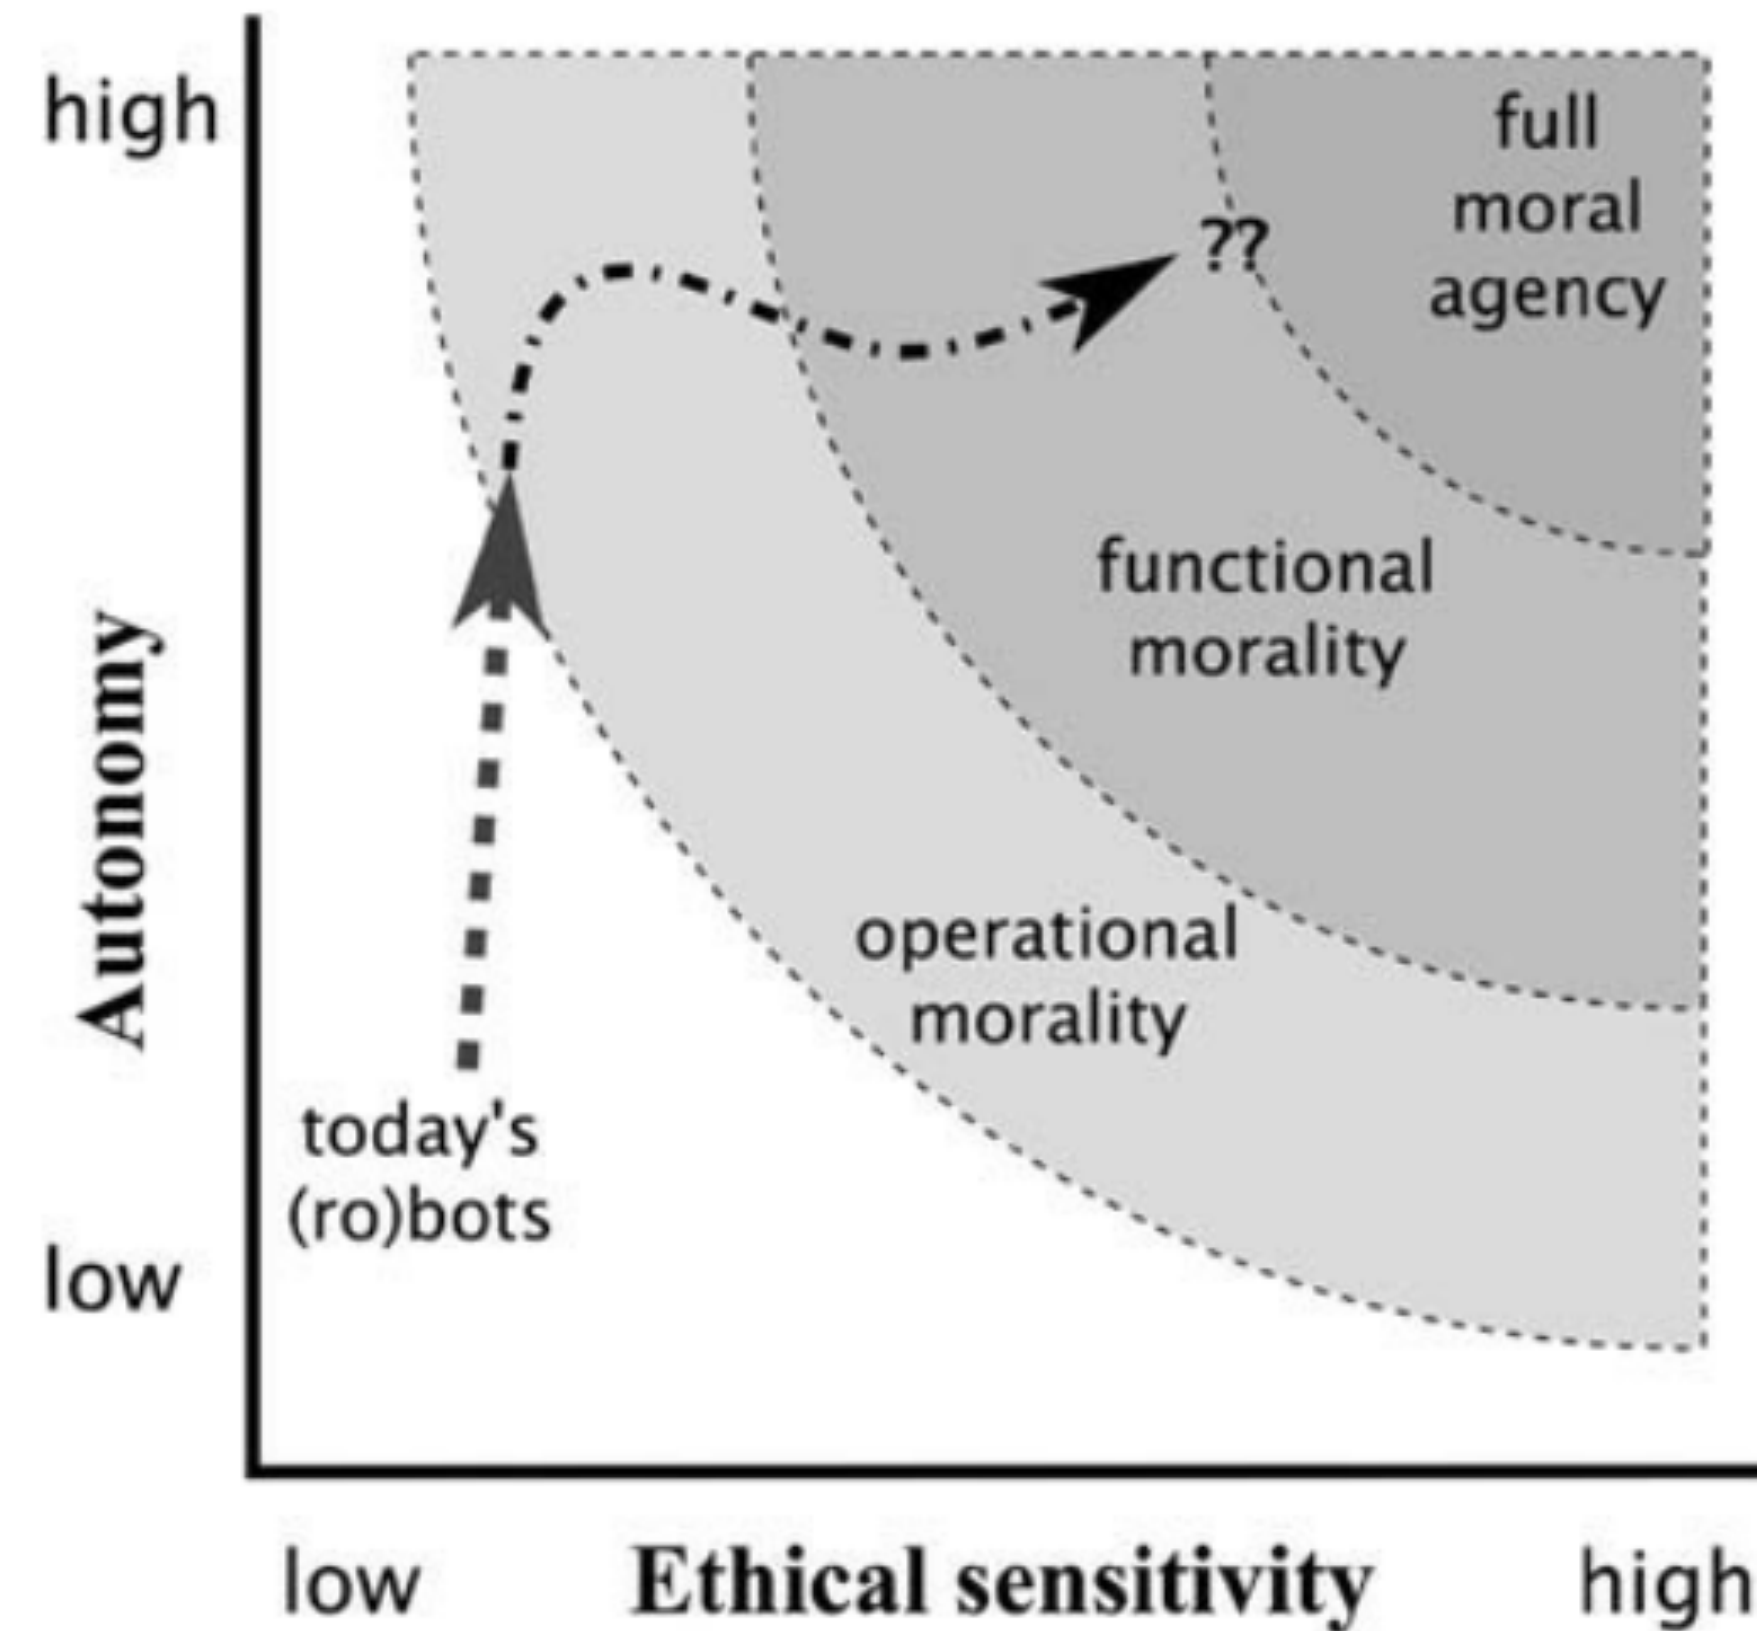 high
full
moral
agency
??
functional
morality
Autonomy
operational
morality
today's
(ro)bots
low
low
Ethical sensitivity
high